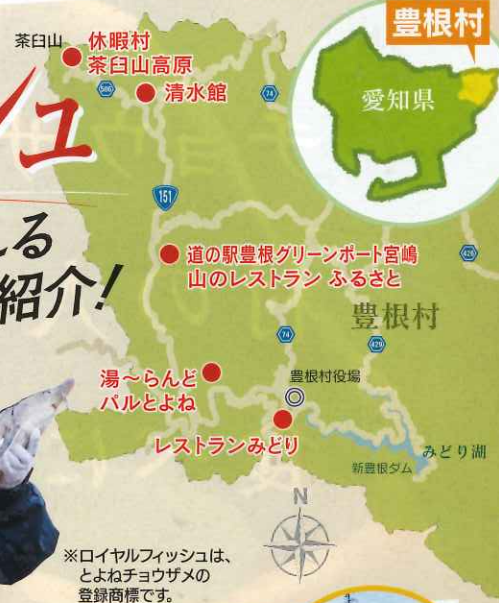 豊根村
愛知県
茶臼山
休暇村
茶臼山高原
506
清水館
74
シュ
151
える
紹介!
道の駅豊根グリーンポート宮嶋
山のレストラン ふるさと
428
豊根村
74
429
湯~らんど
パルとよね
豊根村役場
レストランみどり
みどり湖
新豊根ダム
N
※ロイヤルフィッシュは、
とよねチョウザメの
登録商標です。